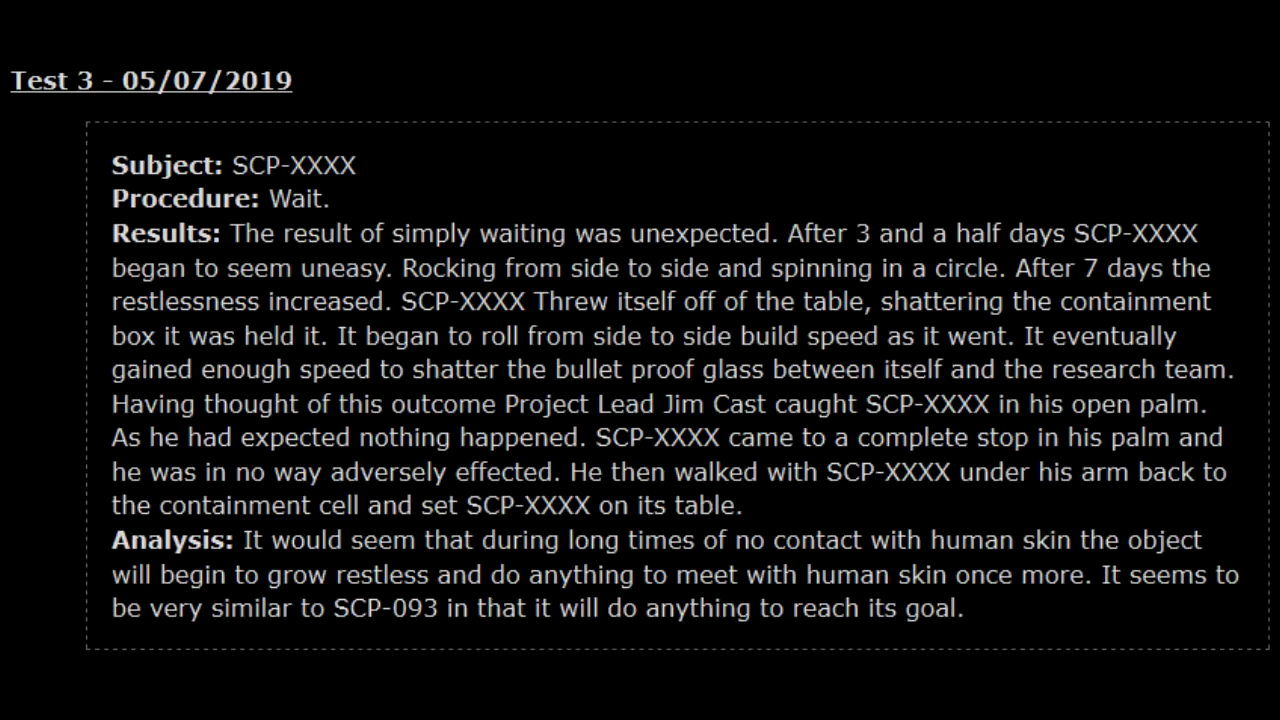 Test 3 - 05/07/2019
Subject: SCP-XXXX
Procedure: Wait.
Results: The result of simply waiting was unexpected. After 3 and a half days SCP-XXXX
began to seem uneasy. Rocking from side to side and spinning in a circle. After 7 days the
restlessness increased. SCP-XXXX Threw itself off of the table, shattering the containment
box it was held it. It began to roll from side to side build speed as it went. It eventually
gained enough speed to shatter the bullet proof glass between itself and the research team.
Having thought of this outcome Project Lead Jim Cast caught SCP-XXXX in his open palm.
As he had expected nothing happened. SCP-XXXX came to a complete stop in his palm and
he was in no way adversely effected. He then walked with SCP-XXXX under his arm back to
the containment cell and set SCP-XXXX on its table.
Analysis: It would seem that during long times of no contact with human skin the object
will begin to grow restless and do anything to meet with human skin once more. It seems to
be very similar to SCP-093 in that it will do anything to reach its goal.